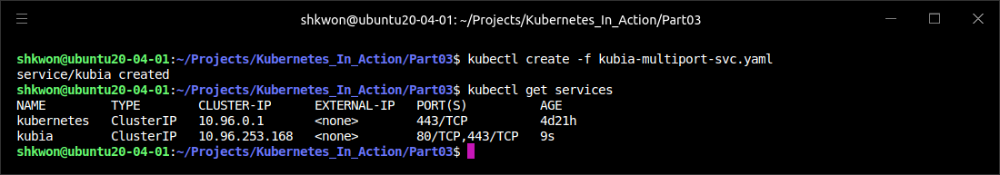 shkwon@ubuntu20-04-01: ~/Projects/Kubernetes_In_Action/Part03
shkwon@ubuntu20-04-01:~/Projects/Kubernetes_In_Action/Part03$ kubectl create -f kubia-multiport-svc.yaml
service/kubia created
shkwon@ubuntu20-04-01:~/Projects/Kubernetes_In_Action/Part03$ kubectl get services
NAME         TYPE        CLUSTER-IP      EXTERNAL-IP   PORT(S)          AGE
kubernetes   ClusterIP   10.96.0.1       <none>        443/TCP          4d21h
kubia        ClusterIP   10.96.253.168   <none>        80/TCP,443/TCP   9s
shkwon@ubuntu20-04-01:~/Projects/Kubernetes_In_Action/Part03$